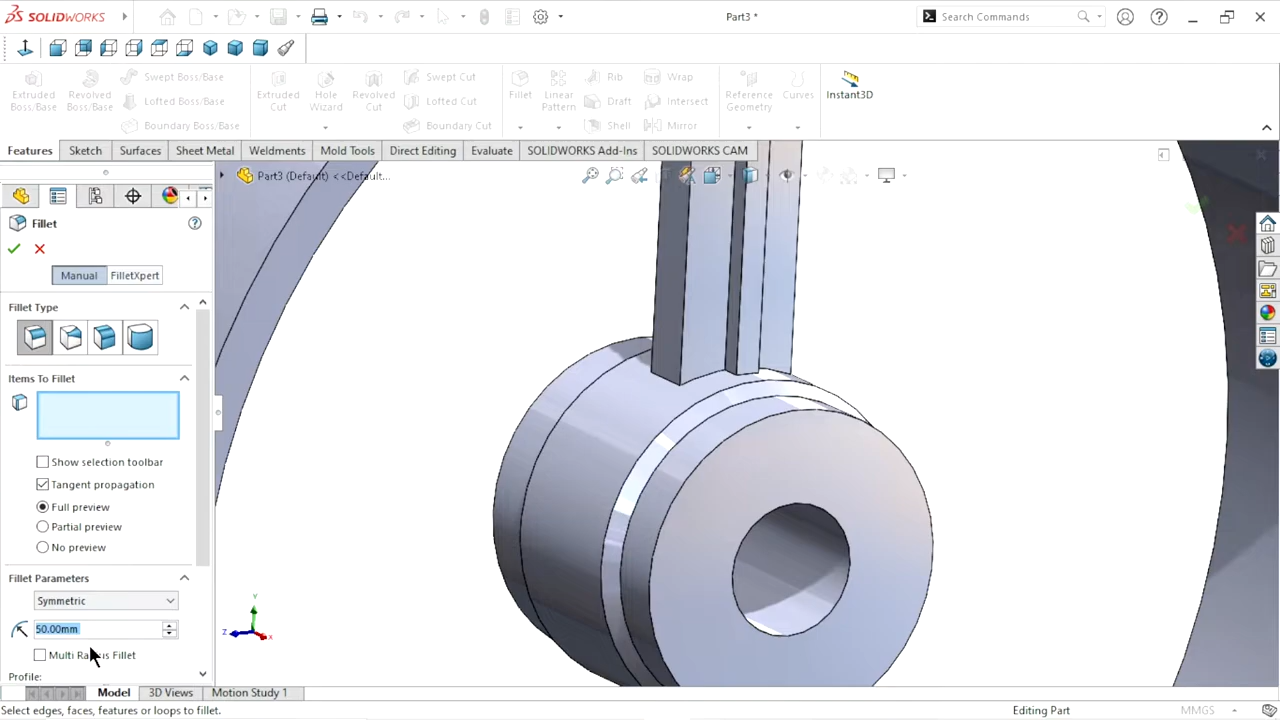 SOLIDWORKS
Part3 *
Search Commands
Extruded Boss/Base
Revolved Boss/Base
Swept Boss/Base
Lofted Boss/Base
Boundary Boss/Base
Extruded Cut
Hole Wizard
Revolved Cut
Swept Cut
Lofted Cut
Boundary Cut
Fillet
Linear Pattern
Rib
Draft
Shell
Wrap
Intersect
Mirror
Reference Geometry
Curves
Instant3D
Features
Sketch
Surfaces
Sheet Metal
Weldments
Mold Tools
Direct Editing
Evaluate
SOLIDWORKS Add-Ins
SOLIDWORKS CAM
Part3 (Default) <<Default...
Fillet
Manual
FilletXpert
Fillet Type
Items To Fillet
Show selection toolbar
Tangent propagation
Full preview
Partial preview
No preview
Fillet Parameters
Symmetric
50.00mm
Multi Radius Fillet
Profile:
Y
Z
X
Model
3D Views
Motion Study 1
Select edges, faces, features or loops to fillet.
Editing Part
MMGS